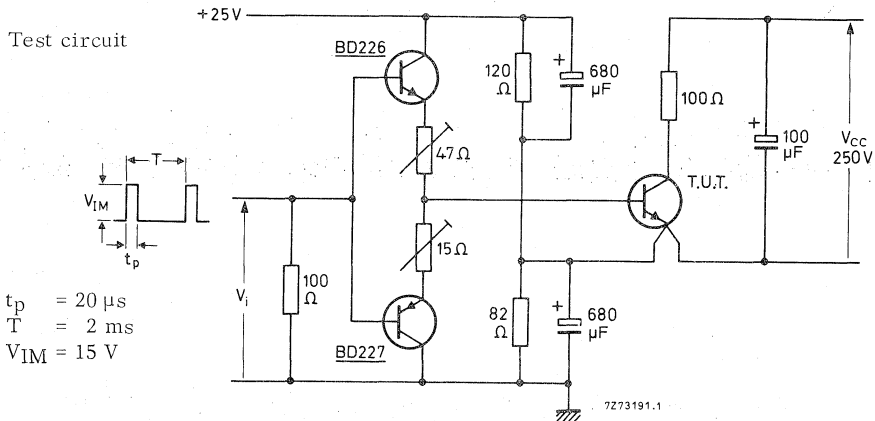 Test circuit
+25V
BD226
120
Ω
+
680
µF
100Ω
+
100
µF
VCC
250V
47Ω
T.U.T.
T
VIM
tp
15Ω
Vi
100
Ω
82
Ω
+
680
µF
BD227
tp = 20 µs
T = 2 ms
VIM = 15 V
7Z73191.1